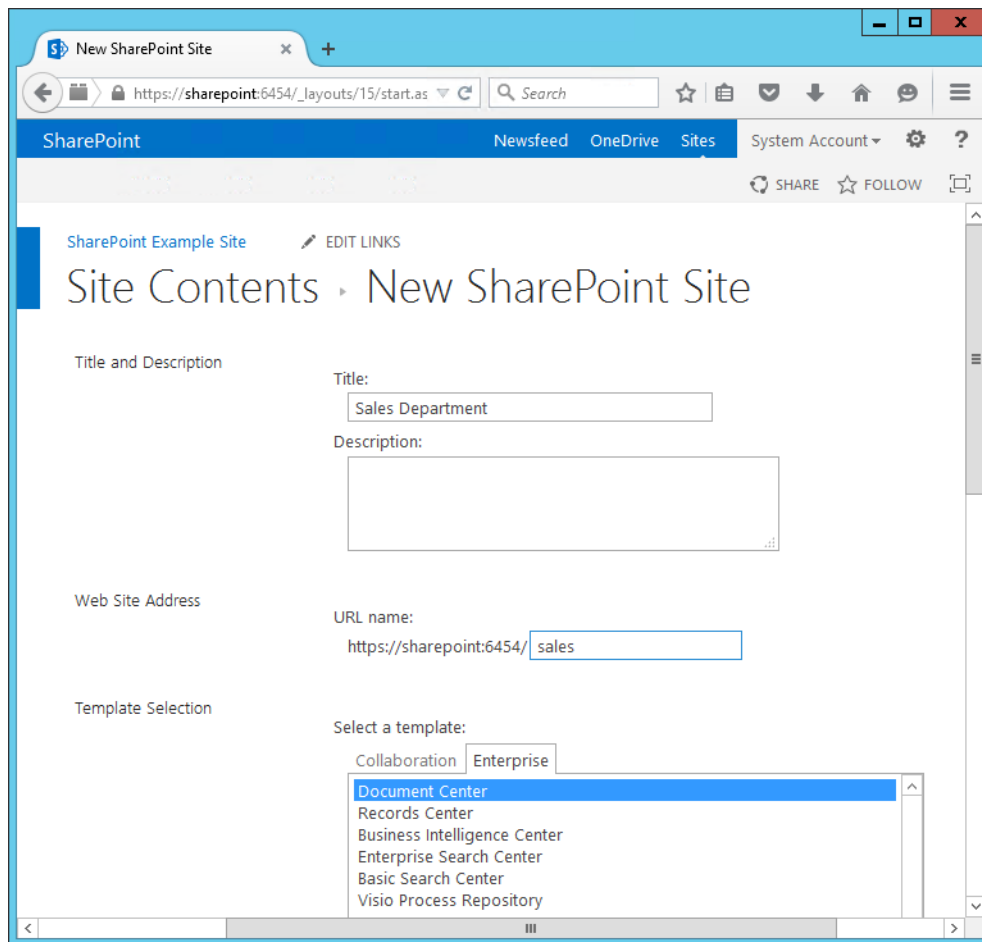 New SharePoint Site
https://sharepoint:6454/_layouts/15/start.as
Search
SharePoint
Newsfeed OneDrive Sites System Account ?
SHARE FOLLOW
SharePoint Example Site EDIT LINKS
Site Contents New SharePoint Site
Title and Description
Title:
Sales Department
Description:
Web Site Address
URL name:
https://sharepoint:6454/ sales
Template Selection
Select a template:
Collaboration Enterprise
Document Center
Records Center
Business Intelligence Center
Enterprise Search Center
Basic Search Center
Visio Process Repository